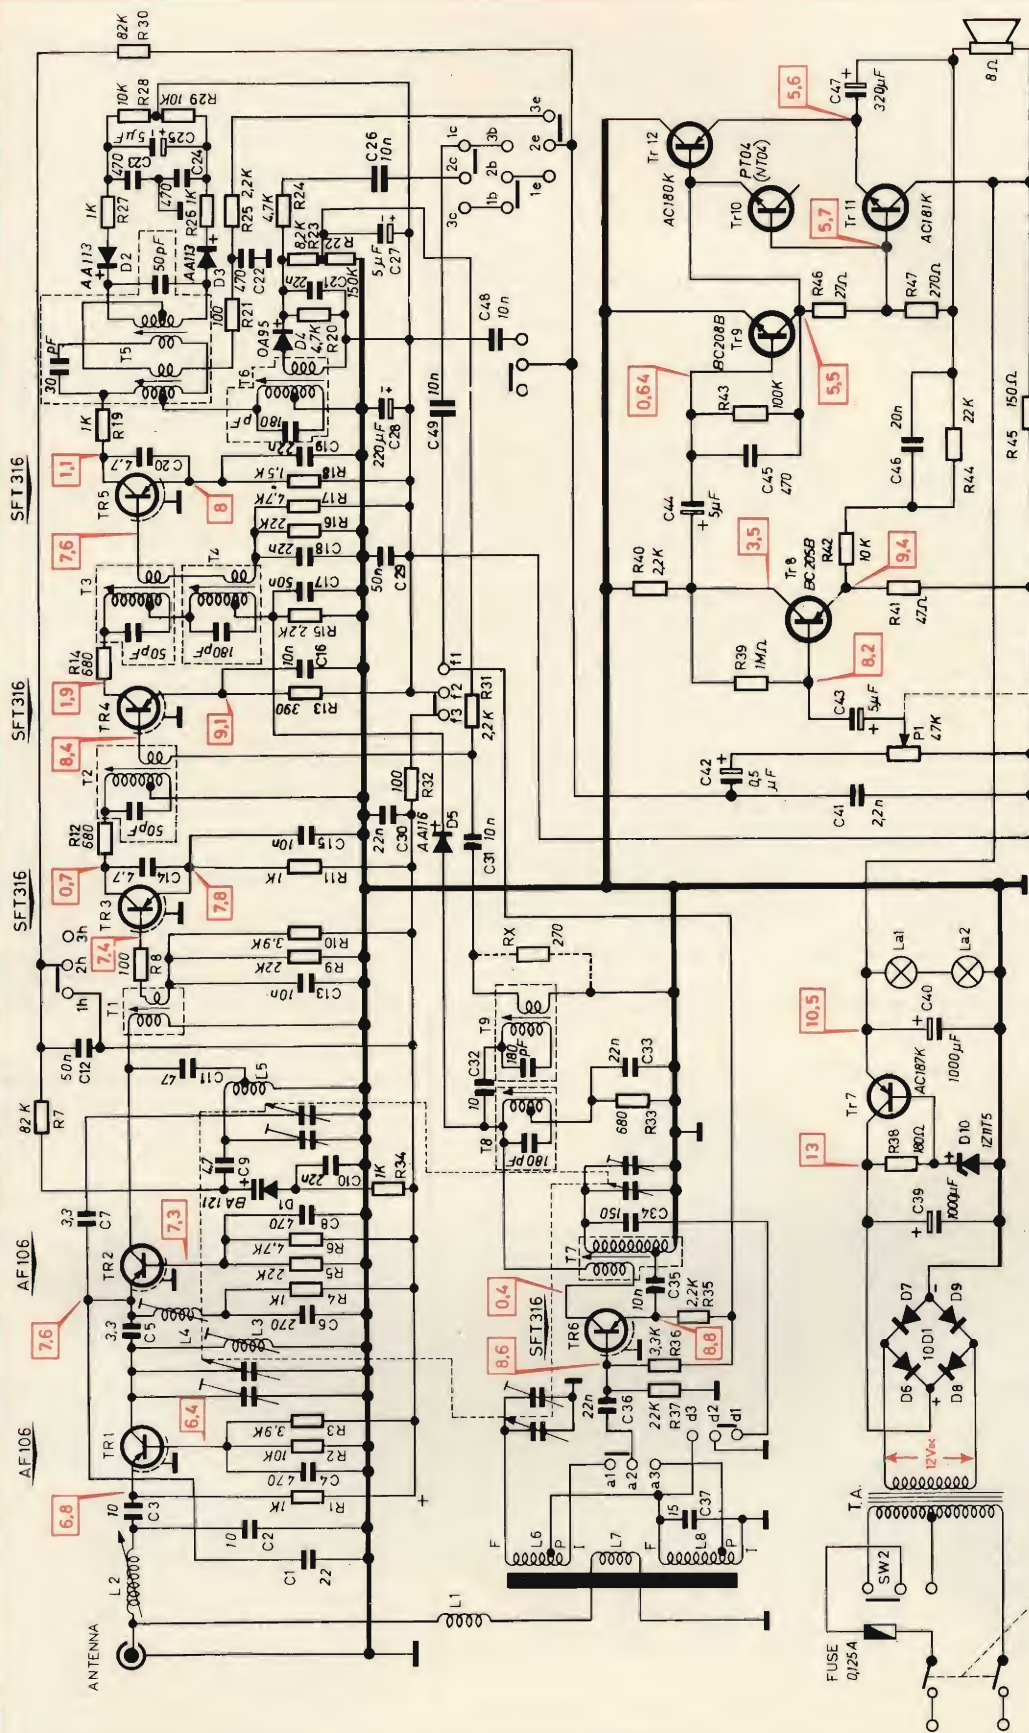 ANTENNA
L2
C1
22
10
C2
10
C3
6,8
AF106
TR1
R1
1K
C4
470
R2
10K
R3
3,9K
6,4
L3
L4
3,3
C5
7,6
AF106
TR2
C6
270
R4
1K
R5
22K
R6
4,7K
C8
470
7,3
C7
3,3
R7
82K
BA121
D1
C9
4,7
C10
22n
R34
1K
L5
C11
47
C12
50n
1h
2h
3h
T1
R8
100
C13
10n
R9
22K
R10
3,9K
SFT316
TR3
7,4
0,7
C14
4,7
7,8
R11
1K
C15
10n
R12
680
T2
50pF
C30
22n
R32
100
SFT316
TR4
8,4
1,9
9,1
R13
390
C16
10n
R14
680
T3
50pF
T4
180pF
R15 2,2K
C17
50n
C18
22n
R16
22K
R17
4,7K
R18
1,5K
C19
22n
C29
50n
SFT316
TR5
7,6
1,1
C20
4,7
8
R19
1K
C28
220µF
30
PF
T5
T6
180
pF
R21
100
R20
4,7K
D4
OA95
C21
22n
R22
150K
R23
8,2K
C22
470
R24
4,7K
R25 2,2K
R26 1K
AA113
D2
AA113
D3
50pF
R27
1K
C23
470
C24
470
C25
5µF
R28
10K
R29 10K
82K
R30
C27
5µF
C26
10n
C48
10n
C49
10n
1c
2c
3c
1b
2b
3b
1e
2e
3e
f1
f2
f3
R31
2,2K
D5
AA116
C31
10n
RX
270
T9
180
pF
C32
10
T8
180pF
R33
680
C33
22n
C34
150
T7
C35
10n
0,4
SFT316
TR6
8,6
8,8
R35
2,2K
R36
3,3K
R37
22K
C36
22n
a1
a2
a3
d3
d2
d1
L1
L6
L7
L8
F
P
I
F
P
I
15
C37
FUSE
0,125A
SW2
T.A.
12Vec
D6
D7
D8
D9
10D1
C39
1000µF
13
R38
180Ω
D10
1Z11T5
Tr7
AC187K
10,5
C40
1000µF
La1
La2
C41
2,2n
C42
0,5
µF
P1
47K
C43
5µF
8,2
R39
1MΩ
R40
2,2K
Tr8
BC205B
3,5
9,4
R41
47Ω
R42
10K
C44
5µF
C45
470
R43
100K
0,64
BC208B
Tr9
5,5
C46
20n
R44
22K
R45
150Ω
R46
27Ω
R47
270Ω
5,7
Tr10
PT04
(NT04)
Tr11
AC181K
Tr12
AC180K
5,6
C47
320µF
8Ω